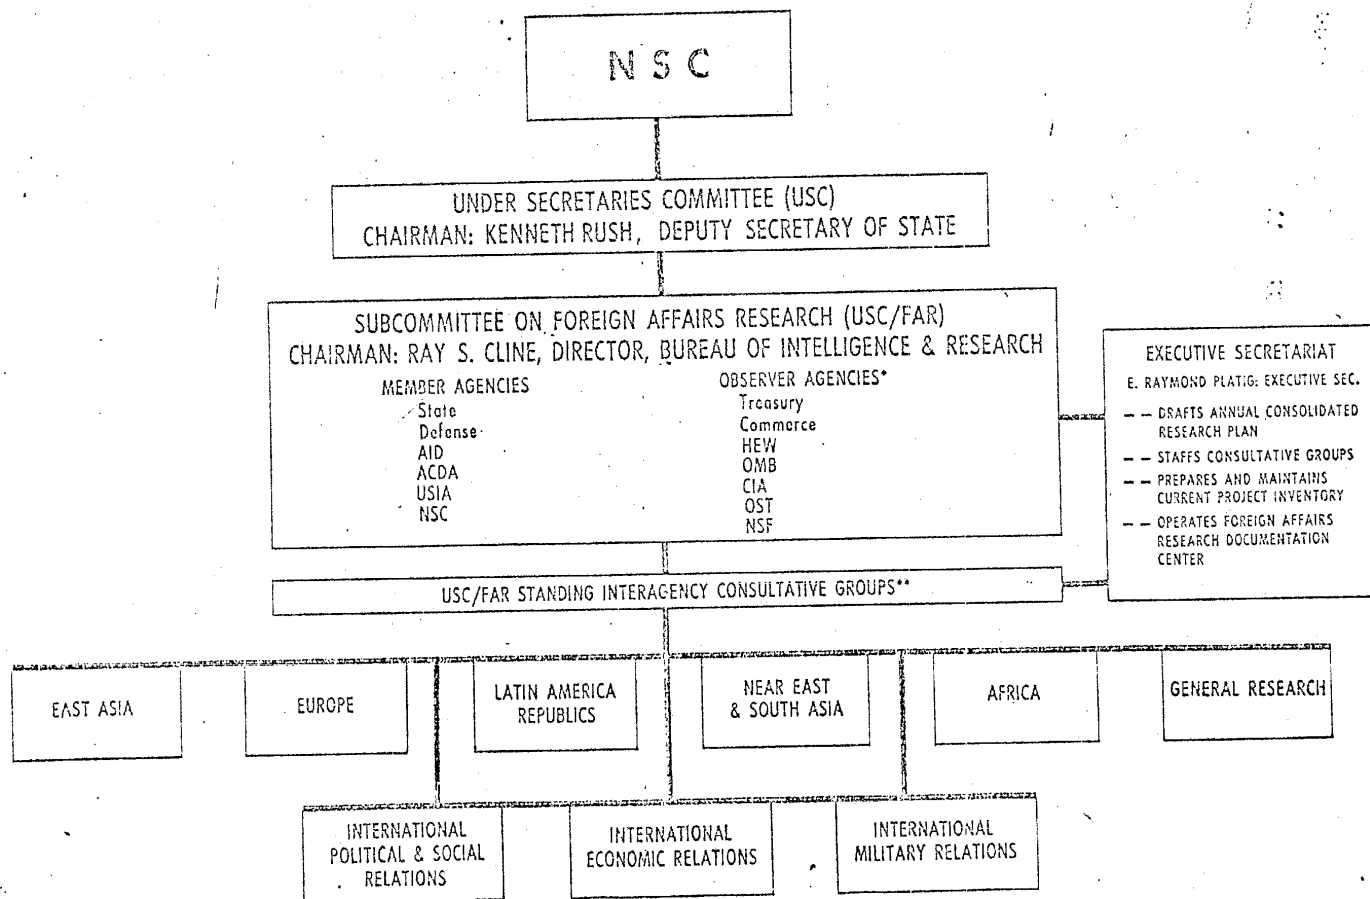 NSC
UNDER SECRETARIES COMMITTEE (USC)
CHAIRMAN: KENNETH RUSH, DEPUTY SECRETARY OF STATE
SUBCOMMITTEE ON FOREIGN AFFAIRS RESEARCH (USC/FAR)
CHAIRMAN: RAY S. CLINE, DIRECTOR, BUREAU OF INTELLIGENCE & RESEARCH
MEMBER AGENCIES
State
Defense
AID
ACDA
USIA
NSC
OBSERVER AGENCIES*
Treasury
Commerce
HEW
OMB
CIA
OST
NSF
EXECUTIVE SECRETARIAT
E. RAYMOND PLATIG: EXECUTIVE SEC.
-- DRAFTS ANNUAL CONSOLIDATED
RESEARCH PLAN
-- STAFFS CONSULTATIVE GROUPS
-- PREPARES AND MAINTAINS
CURRENT PROJECT INVENTORY
-- OPERATES FOREIGN AFFAIRS
RESEARCH DOCUMENTATION
CENTER
USC/FAR STANDING INTERAGENCY CONSULTATIVE GROUPS**
EAST ASIA
EUROPE
LATIN AMERICA
REPUBLICS
NEAR EAST
& SOUTH ASIA
AFRICA
GENERAL RESEARCH
INTERNATIONAL
POLITICAL & SOCIAL
RELATIONS
INTERNATIONAL
ECONOMIC RELATIONS
INTERNATIONAL
MILITARY RELATIONS